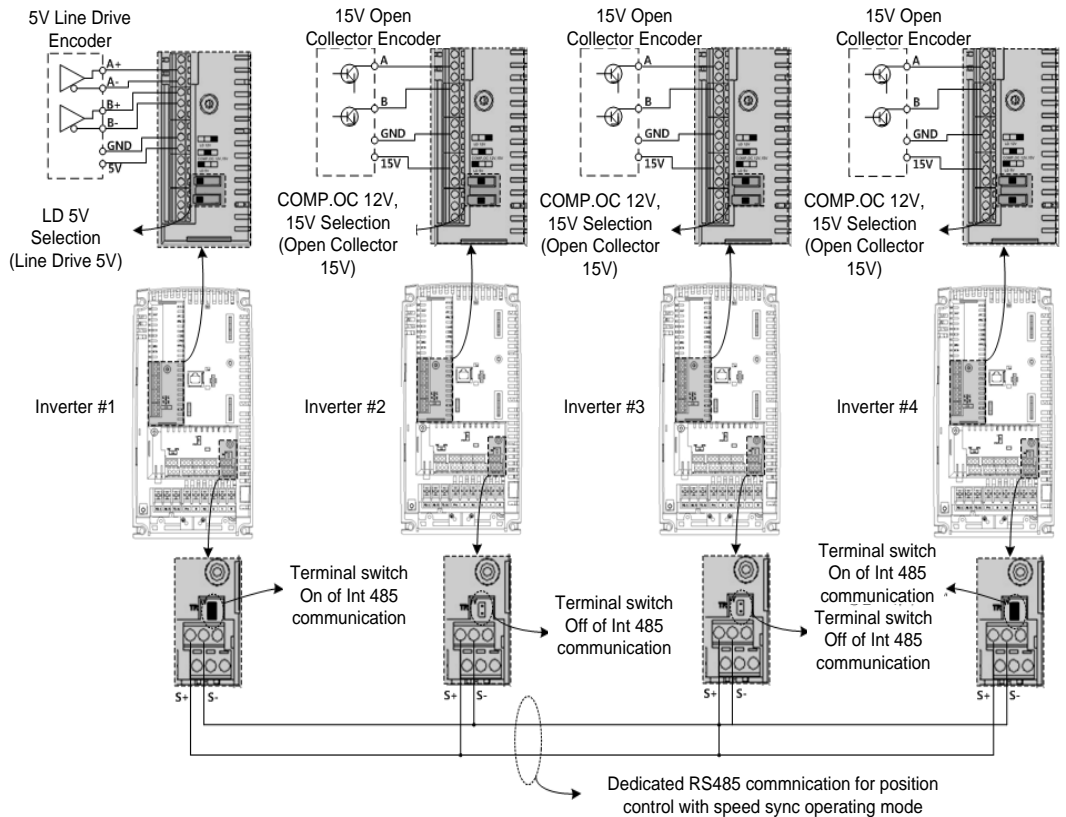 5V Line Drive
Encoder
15V Open
Collector Encoder
15V Open
Collector Encoder
15V Open
Collector Encoder
A+
A-
B+
B-
GND
5V
A
B
GND
15V
A
B
GND
15V
A
B
GND
15V
LD 5V
Selection
(Line Drive 5V)
COMP.OC 12V,
15V Selection
(Open Collector
15V)
COMP.OC 12V,
15V Selection
(Open Collector
15V)
COMP.OC 12V,
15V Selection
(Open Collector
15V)
Inverter #1
Inverter #2
Inverter #3
Inverter #4
Terminal switch
On of Int 485
communication
Terminal switch
Off of Int 485
communication
Terminal switch
On of Int 485
communication
Terminal switch
Off of Int 485
communication
S+ S-
S+ S-
S+ S-
S+ S-
Dedicated RS485 commnication for position
control with speed sync operating mode